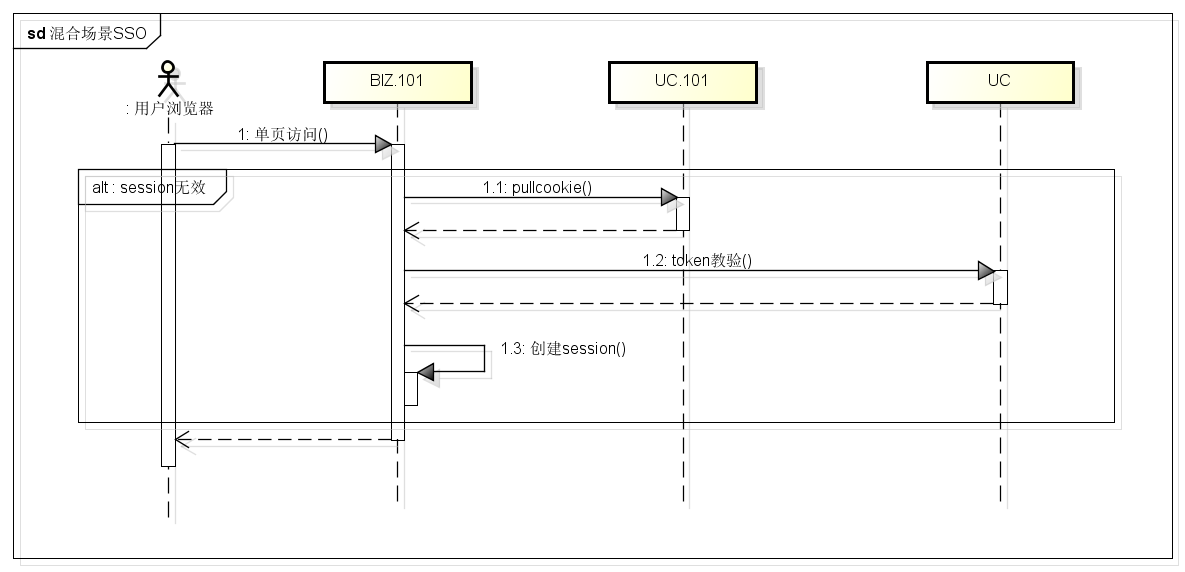 sd 混合场景SSO
: 用户浏览器
BIZ.101
UC.101
UC
1: 单页访问()
alt : session无效
1.1: pullcookie()
1.2: token教验()
1.3: 创建session()